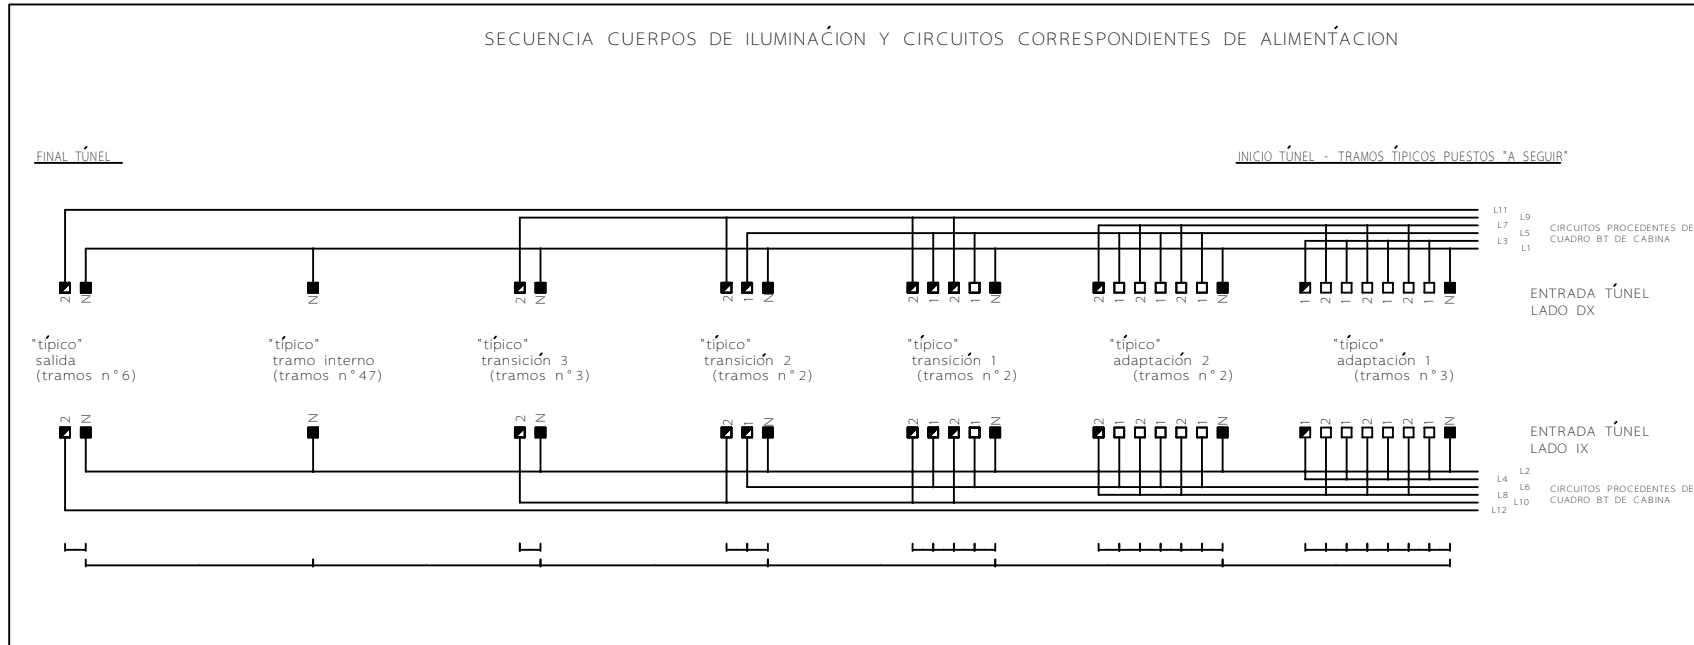 SECUENCIA CUERPOS DE ILUMINACÍON Y CIRCUITOS CORRESPONDIENTES DE ALIMENTACION
FINAL TÚNEL
INICIO TÚNEL - TRAMOS TÍPICOS PUESTOS "A SEGUIR"
L11
L9
L7
L5
L3
L1
CIRCUITOS PROCEDENTES DE
CUADRO BT DE CABINA
2 N
N
2 N
2 1 N
2 1 2 1 N
2 1 2 1 2 1 N
1 2 1 2 1 2 1 N
ENTRADA TÚNEL
LADO DX
"típico"
salida
(tramos n°6)
"típico"
tramo interno
(tramos n°47)
"típico"
transición 3
(tramos n°3)
"típico"
transición 2
(tramos n°2)
"típico"
transición 1
(tramos n°2)
"típico"
adaptación 2
(tramos n°2)
"típico"
adaptación 1
(tramos n°3)
2 N
N
2 N
2 1 N
2 1 2 1 N
2 1 2 1 2 1 N
1 2 1 2 1 2 1 N
ENTRADA TÚNEL
LADO IX
L2
L4
L6
L8
L10
L12
CIRCUITOS PROCEDENTES DE
CUADRO BT DE CABINA